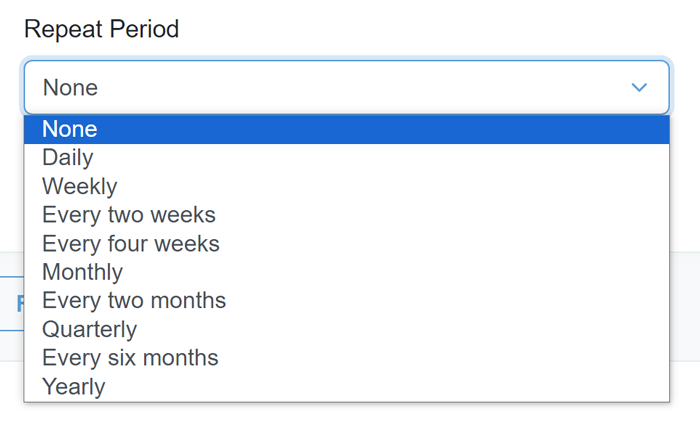 Repeat Period
None
None
Daily
Weekly
Every two weeks
Every four weeks
Monthly
Every two months
Quarterly
Every six months
Yearly